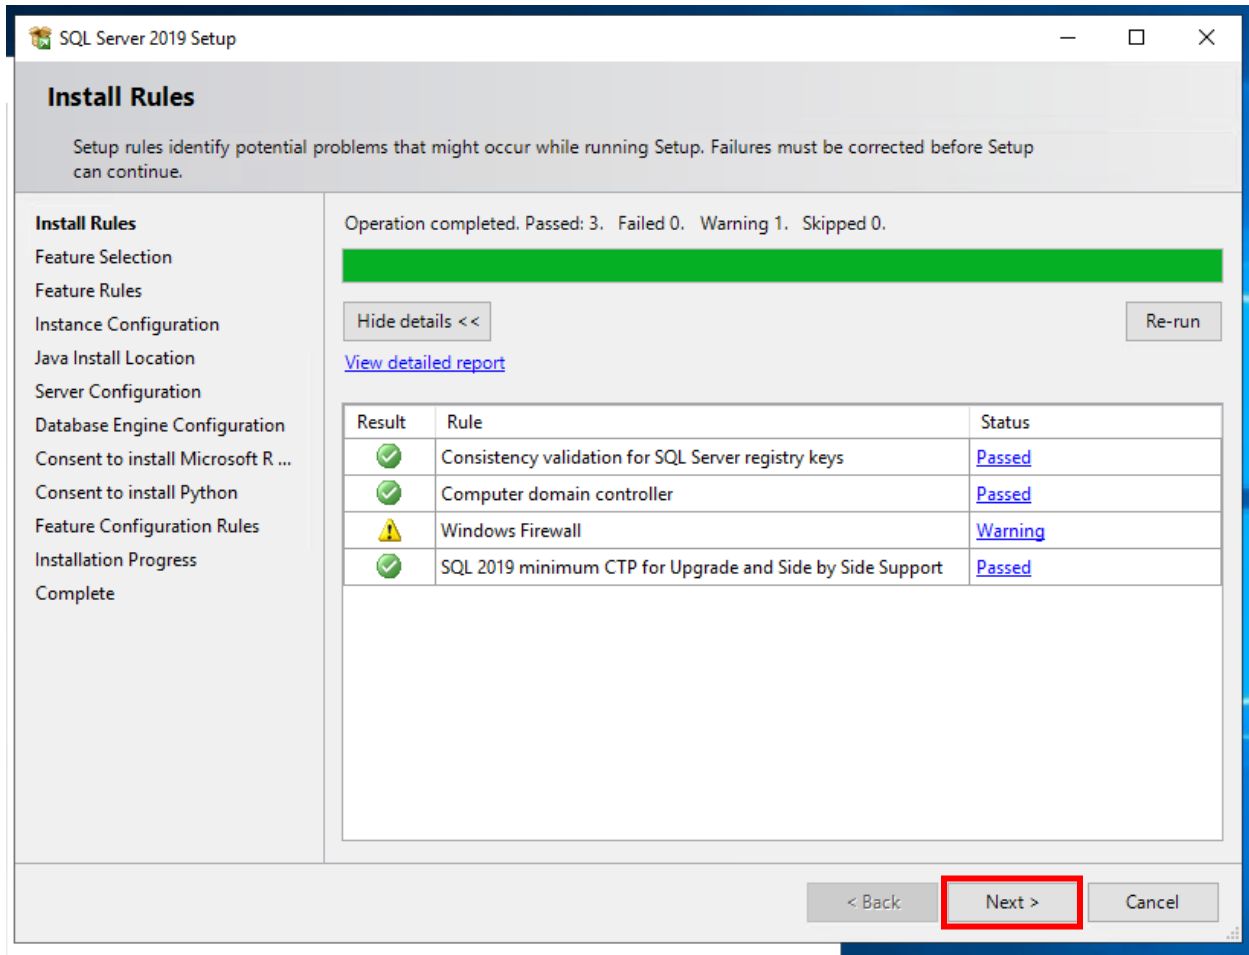 SQL Server 2019 Setup
Install Rules
Setup rules identify potential problems that might occur while running Setup. Failures must be corrected before Setup
can continue.
Install Rules
Feature Selection
Feature Rules
Instance Configuration
Java Install Location
Server Configuration
Database Engine Configuration
Consent to install Microsoft R ...
Consent to install Python
Feature Configuration Rules
Installation Progress
Complete
Operation completed. Passed: 3.   Failed 0.   Warning 1.   Skipped 0.
Hide details <<
Re-run
View detailed report
Result Rule Status
Consistency validation for SQL Server registry keys Passed
Computer domain controller Passed
Windows Firewall Warning
SQL 2019 minimum CTP for Upgrade and Side by Side Support Passed
< Back Next > Cancel